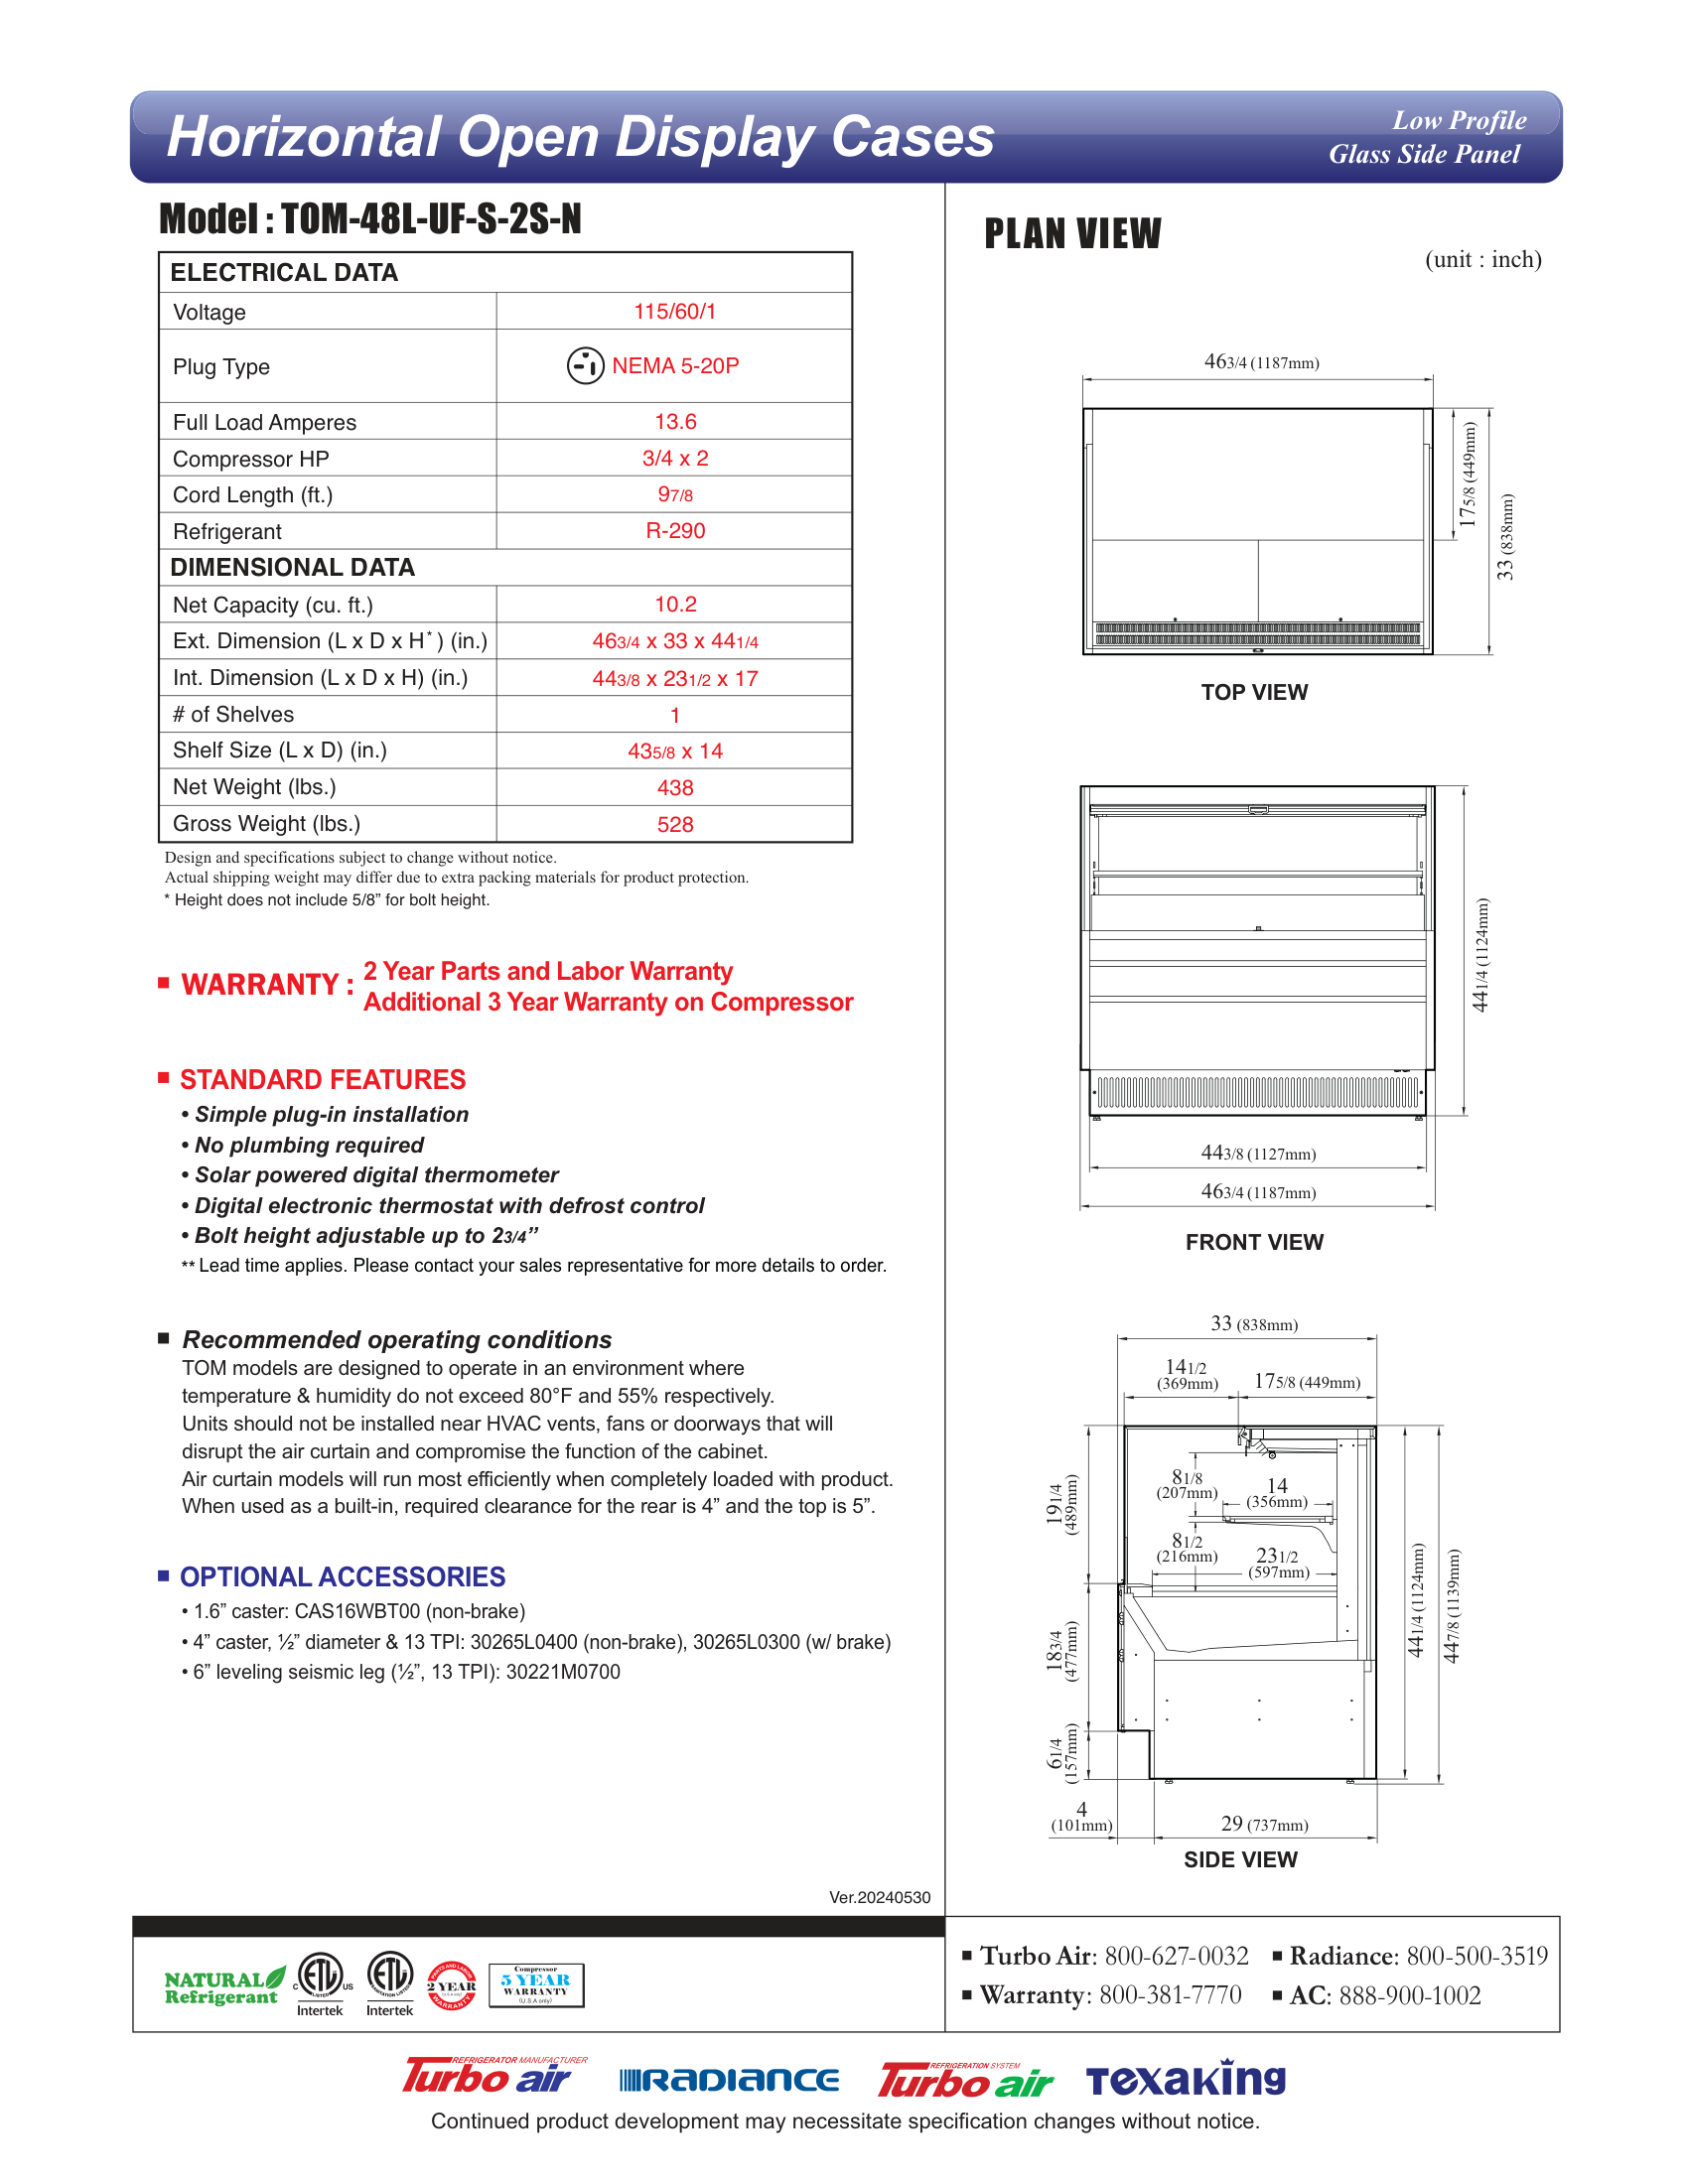 Horizontal Open Display Cases
Low Profile
Glass Side Panel
Model : TOM-48L-UF-S-2S-N
ELECTRICAL DATA
Voltage 115/60/1
Plug Type NEMA 5-20P
Full Load Amperes 13.6
Compressor HP 3/4 x 2
Cord Length (ft.) 97/8
Refrigerant R-290
DIMENSIONAL DATA
Net Capacity (cu. ft.) 10.2
Ext. Dimension (L x D x H*) (in.) 463/4 x 33 x 441/4
Int. Dimension (L x D x H) (in.) 443/8 x 231/2 x 17
# of Shelves 1
Shelf Size (L x D) (in.) 435/8 x 14
Net Weight (lbs.) 438
Gross Weight (lbs.) 528
Design and specifications subject to change without notice.
Actual shipping weight may differ due to extra packing materials for product protection.
* Height does not include 5/8” for bolt height.
■ WARRANTY : 2 Year Parts and Labor Warranty
Additional 3 Year Warranty on Compressor
■ STANDARD FEATURES
• Simple plug-in installation
• No plumbing required
• Solar powered digital thermometer
• Digital electronic thermostat with defrost control
• Bolt height adjustable up to 23/4”
** Lead time applies. Please contact your sales representative for more details to order.
■ Recommended operating conditions
TOM models are designed to operate in an environment where
temperature & humidity do not exceed 80°F and 55% respectively.
Units should not be installed near HVAC vents, fans or doorways that will
disrupt the air curtain and compromise the function of the cabinet.
Air curtain models will run most efficiently when completely loaded with product.
When used as a built-in, required clearance for the rear is 4” and the top is 5”.
■ OPTIONAL ACCESSORIES
• 1.6” caster: CAS16WBT00 (non-brake)
• 4” caster, ½” diameter & 13 TPI: 30265L0400 (non-brake), 30265L0300 (w/ brake)
• 6” leveling seismic leg (½”, 13 TPI): 30221M0700
Ver.20240530
PLAN VIEW
(unit : inch)
463/4 (1187mm)
175/8 (449mm)
33 (838mm)
TOP VIEW
441/4 (1124mm)
443/8 (1127mm)
463/4 (1187mm)
FRONT VIEW
33 (838mm)
141/2
(369mm)
175/8 (449mm)
191/4
(489mm)
81/8
(207mm)
14
(356mm)
81/2
(216mm)
231/2
(597mm)
183/4
(477mm)
61/4
(157mm)
441/4 (1124mm)
447/8 (1139mm)
4
(101mm)
29 (737mm)
SIDE VIEW
NATURAL
Refrigerant
C ETL US
LISTED
Intertek
ETL
SANITATION LISTED
Intertek
PARTS AND LABOR
2 YEAR
WARRANTY
Compressor
5 YEAR
WARRANTY
(U.S.A only)
■ Turbo Air: 800-627-0032
■ Radiance: 800-500-3519
■ Warranty: 800-381-7770
■ AC: 888-900-1002
REFRIGERATOR MANUFACTURER
Turbo air
RADIANCE
REFRIGERATION SYSTEM
Turbo air
Texaking
Continued product development may necessitate specification changes without notice.